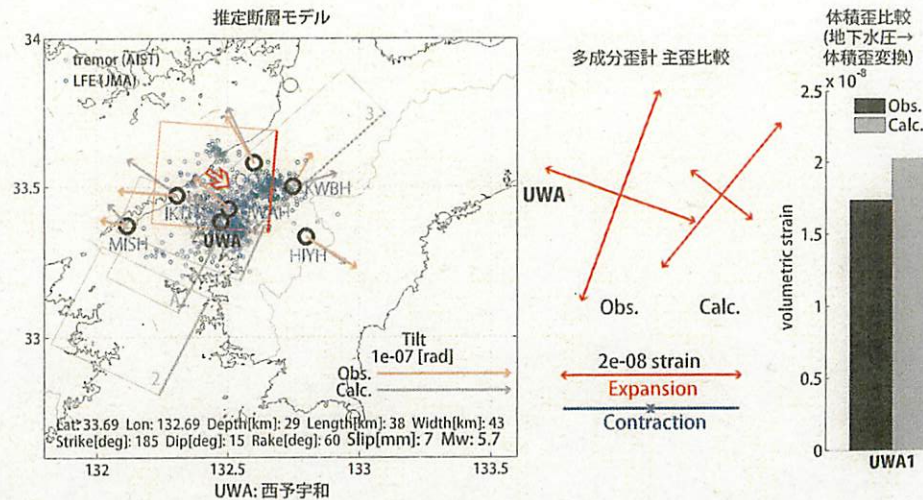 推定断層モデル
34
33.5
33
132
132.5
133
133.5
tremor (AIST)
LFE (JMA)
3
KWBH
UWA
MISH
HIYH
2
Tilt
1e-07 [rad]
Obs.
Calc.
Lat: 33.69 Lon: 132.69 Depth[km]: 29 Length[km]: 38 Width[km]: 43
Strike[deg]: 185 Dip[deg]: 15 Rake[deg]: 60 Slip[mm]: 7 Mw: 5.7
UWA: 西予宇和
多成分歪計 主歪比較
UWA
Obs.
Calc.
2e-08 strain
Expansion
Contraction
体積歪比較
(地下水圧→
体積歪変換)
x 10-8
2.5
2
1.5
1
0.5
0
volumetric strain
Obs.
Calc.
UWA1